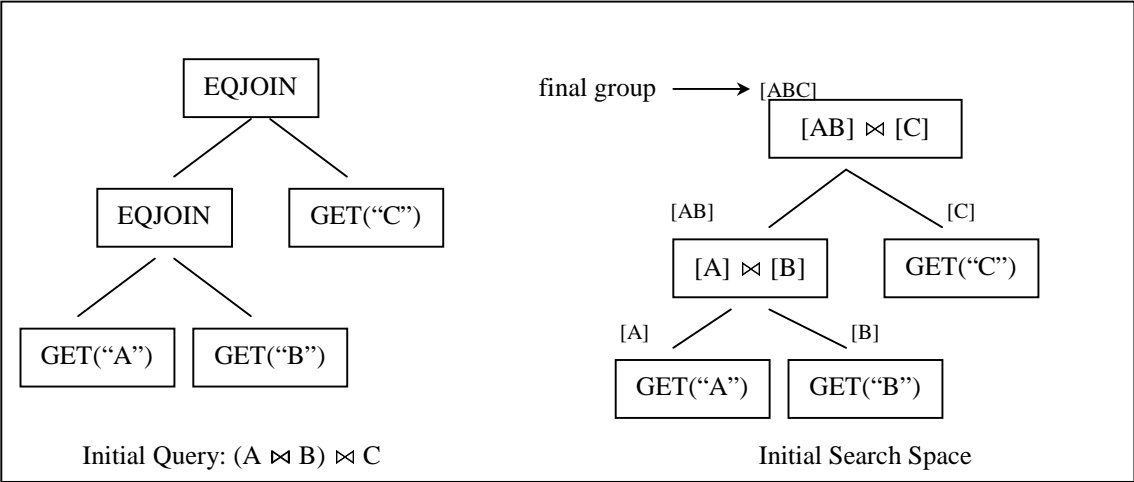 EQJOIN
EQJOIN
GET(“C”)
GET(“A”)
GET(“B”)
Initial Query: (A ⋈ B) ⋈ C
final group
[ABC]
[AB] ⋈ [C]
[AB]
[C]
[A] ⋈ [B]
GET(“C”)
[A]
[B]
GET(“A”)
GET(“B”)
Initial Search Space